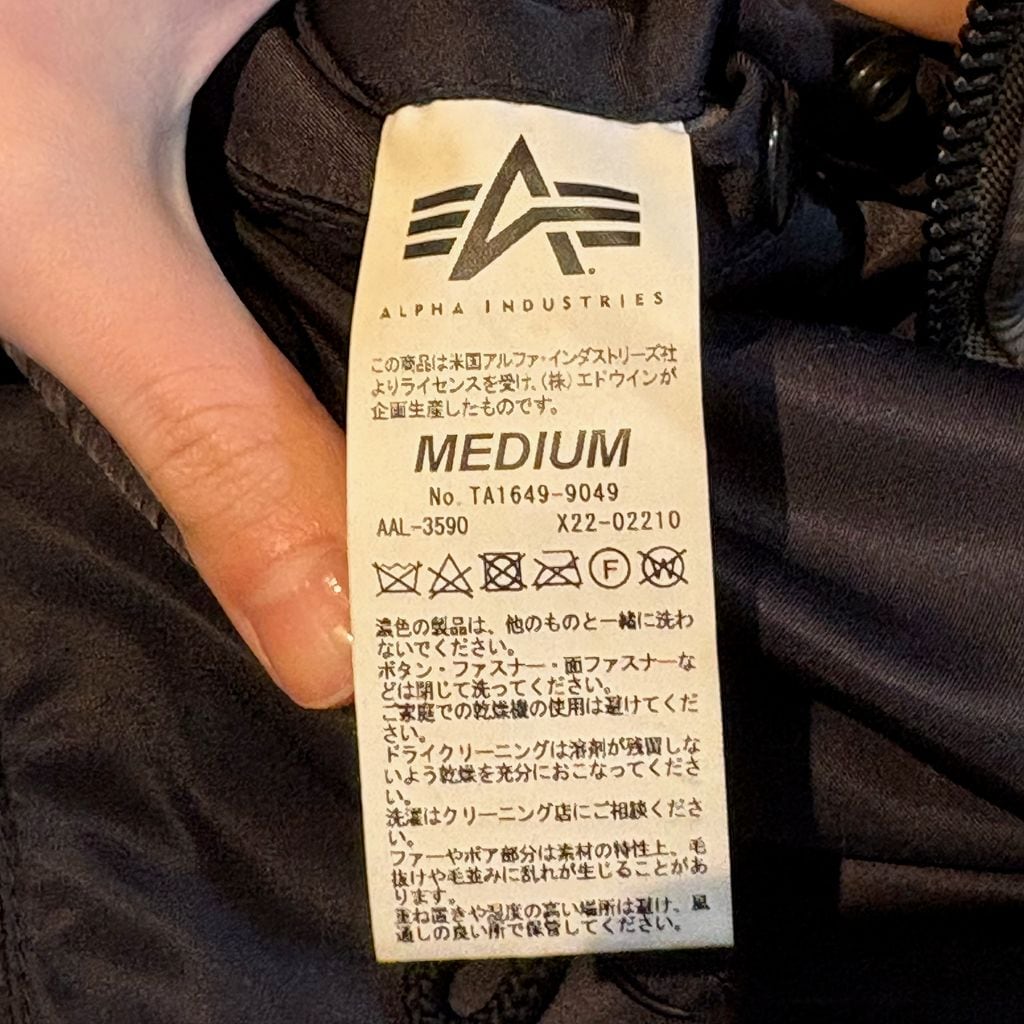 ALPHA INDUSTRIES
この商品は米国アルファ・インダストリーズ社
よりライセンスを受け、(株)エドウインが
企画生産したものです。
MEDIUM
No. TA1649-9049
AAL-3590 X22-02210
F W
濃色の製品は、他のものと一緒に洗わ
ないでください。
ボタン・ファスナー・面ファスナーな
どは閉じて洗ってください。
ご家庭での乾燥機の使用は避けてくだ
さい。
ドライクリーニングは溶剤が残留しな
いよう乾燥を充分におこなってくださ
い。
洗濯はクリーニング店にご相談くださ
い。
ファーやボア部分は素材の特性上、毛
抜けや毛並みに乱れが生じることがあ
ります。
重ね置きや湿度の高い場所は避け、風
通しの良い所で保管してください。